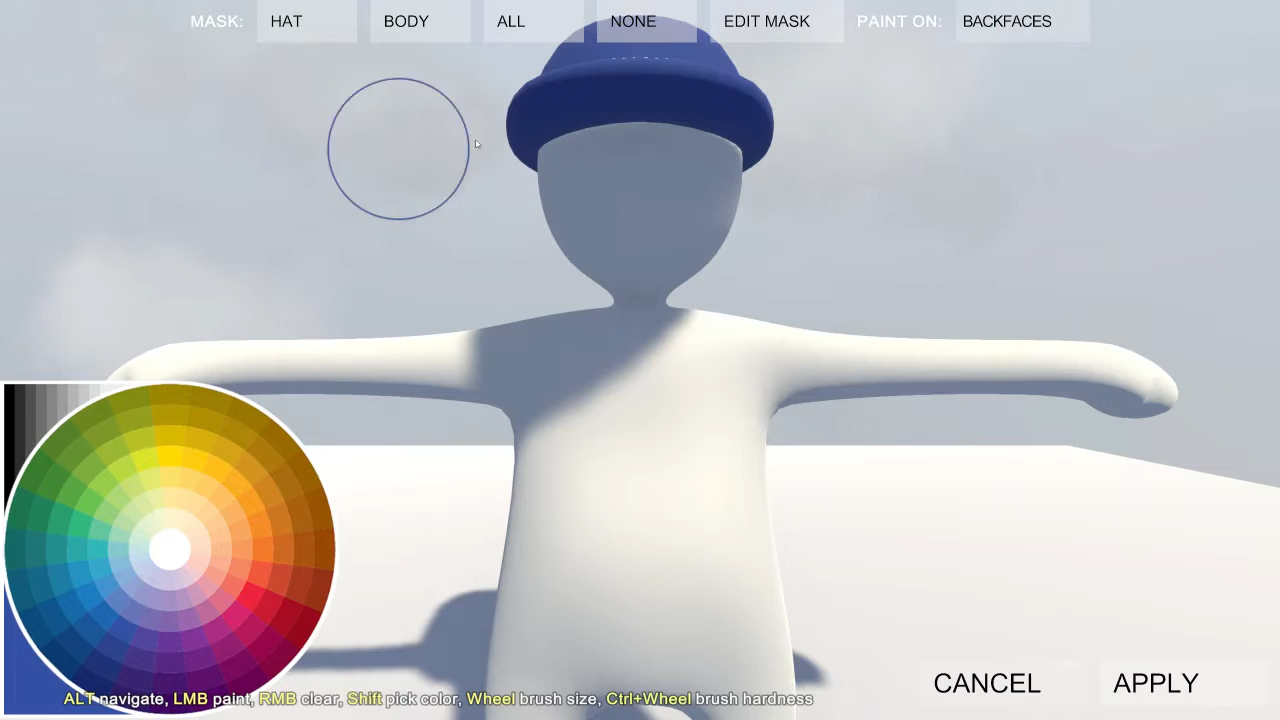 MASK: HAT BODY ALL NONE EDIT MASK PAINT ON: BACKFACES
CANCEL APPLY
ALT navigate, LMB paint, RMB clear, Shift pick color, Wheel brush size, Ctrl+Wheel brush hardness